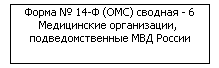 Форма № 14-Ф (ОМС) сводная - 6
Медицинские организации,
подведомственные МВД России